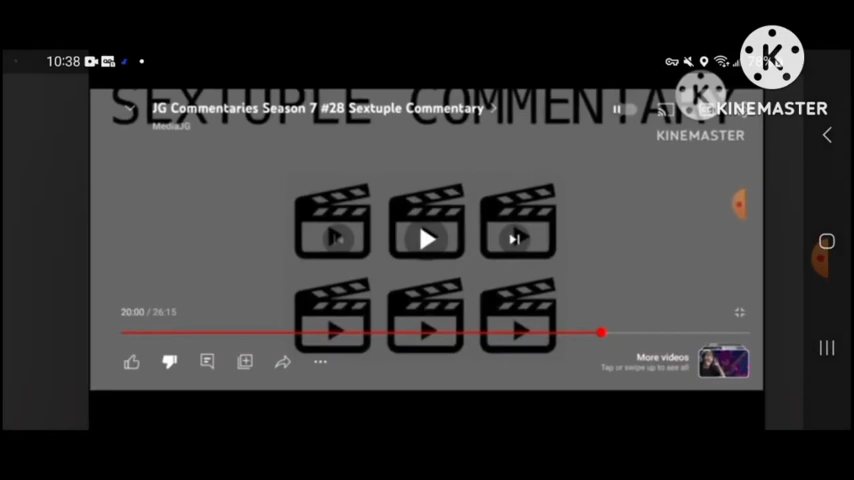 10:38
78%
SEXTUPLE COMMENTARY
JG Commentaries Season 7 #28 Sextuple Commentary
MediaJG
K
KINEMASTER
K
KINEMASTER
20:00 / 26:15
More videos
Tap or swipe up to see all